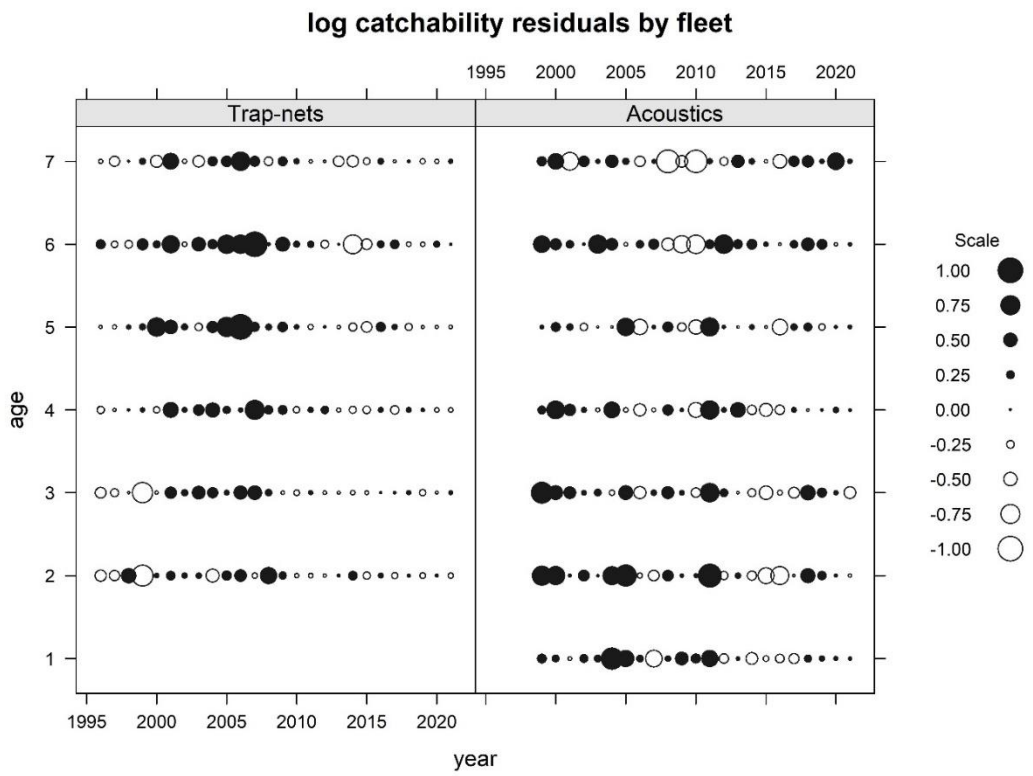 log catchability residuals by fleet
1995 2000 2005 2010 2015 2020
Trap-nets Acoustics
7
6
5
4
3
2
1
age
Scale
1.00
0.75
0.50
0.25
0.00
-0.25
-0.50
-0.75
-1.00
1995 2000 2005 2010 2015 2020
year